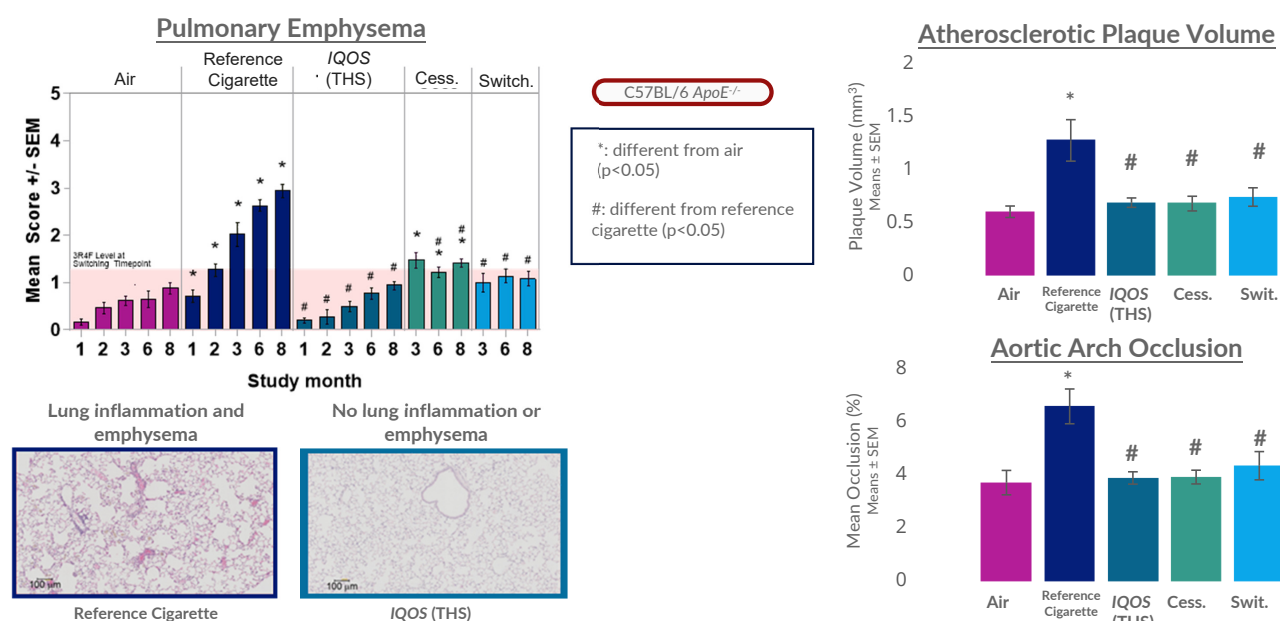 Pulmonary Emphysema
Air
Reference
Cigarette
IQOS
(THS)
Cess.
Switch.
Mean Score +/- SEM
5
4
3
2
1
0
3R4F Level at
Switching Timepoint
* * * * *
# # # # #
* # * # *
# # #
1 2 3 6 8 1 2 3 6 8 1 2 3 6 8 3 6 8 3 6 8
Study month
Lung inflammation and
emphysema
100 µm
Reference Cigarette
No lung inflammation or
emphysema
100 µm
IQOS (THS)
C57BL/6 ApoE-/-
*: different from air
(p<0.05)
#: different from reference
cigarette (p<0.05)
Atherosclerotic Plaque Volume
Plaque Volume (mm³)
Means ± SEM
2
1.5
1
0.5
0
* # # #
Air
Reference
Cigarette
IQOS
(THS)
Cess.
Swit.
Aortic Arch Occlusion
Mean Occlusion (%)
Means ± SEM
8
6
4
2
0
* # # #
Air
Reference
Cigarette
IQOS
(THS)
Cess.
Swit.